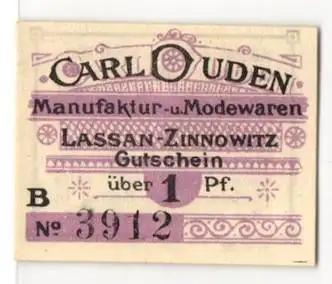 CARL OUDEN
Manufaktur-u. Modewaren
LASSAN-ZINNOWITZ
Gutschein
über 1 Pf.
B
No 3912